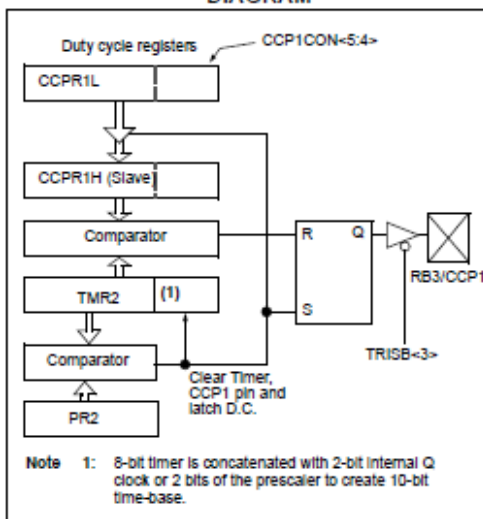 DIAGRAM
Duty cycle registers
CCP1CON<5:4>
CCPR1L
CCPR1H (Slave)
Comparator
R Q
RB3/CCP1
TMR2 (1)
S
TRISB<3>
Comparator
Clear Timer,
CCP1 pin and
latch D.C.
PR2
Note 1: 8-bit timer is concatenated with 2-bit internal Q
clock or 2 bits of the prescaler to create 10-bit
time-base.